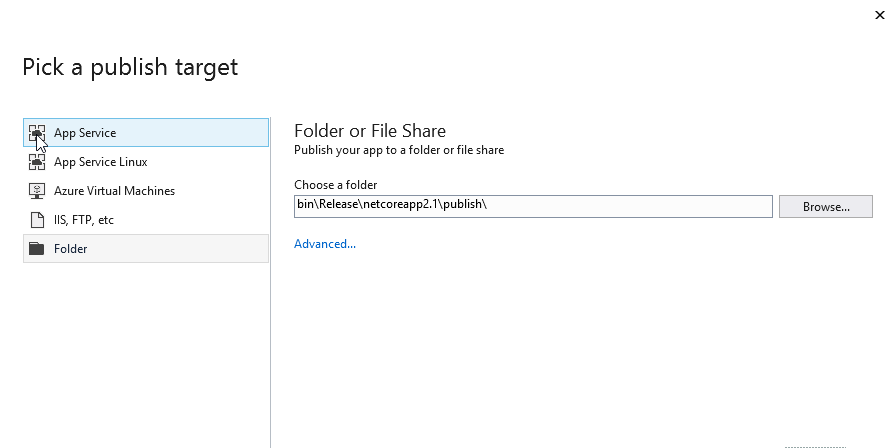 Pick a publish target
App Service
App Service Linux
Azure Virtual Machines
IIS, FTP, etc
Folder
Folder or File Share
Publish your app to a folder or file share
Choose a folder
bin\Release\netcoreapp2.1\publish\
Browse...
Advanced...